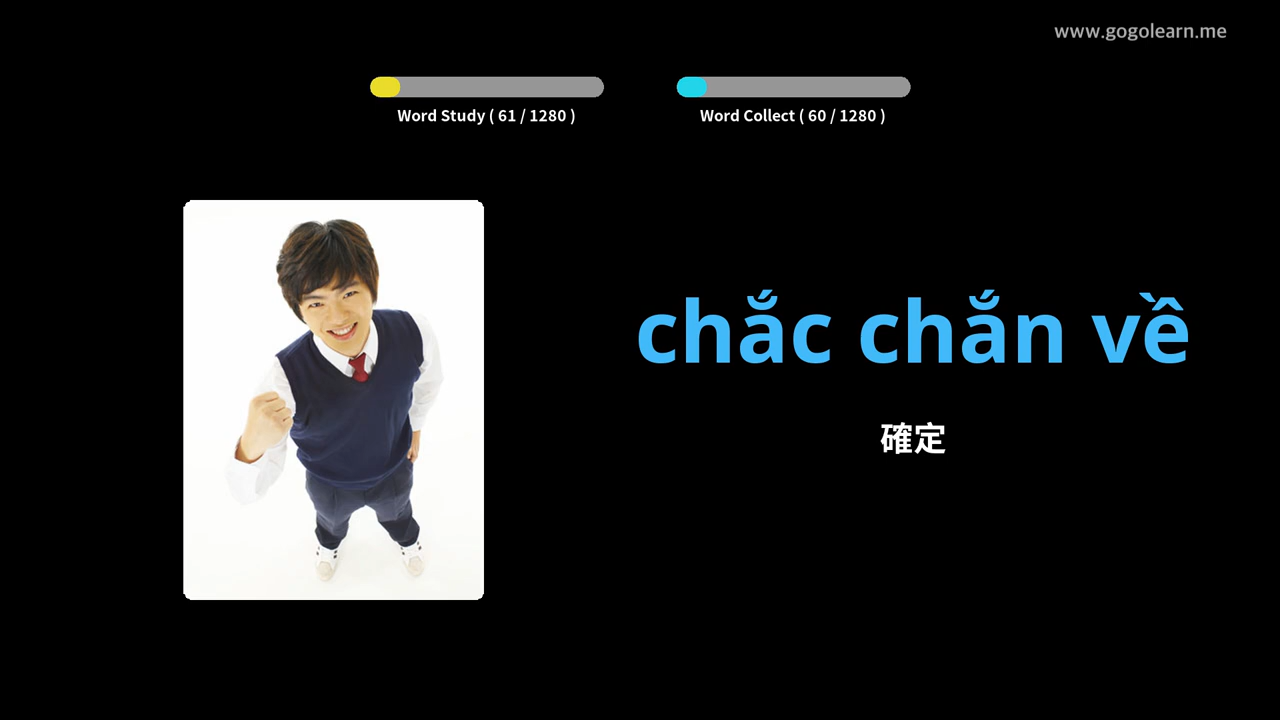 www.gogolearn.me
Word Study ( 61 / 1280 )
Word Collect ( 60 / 1280 )
chắc chắn về
確定